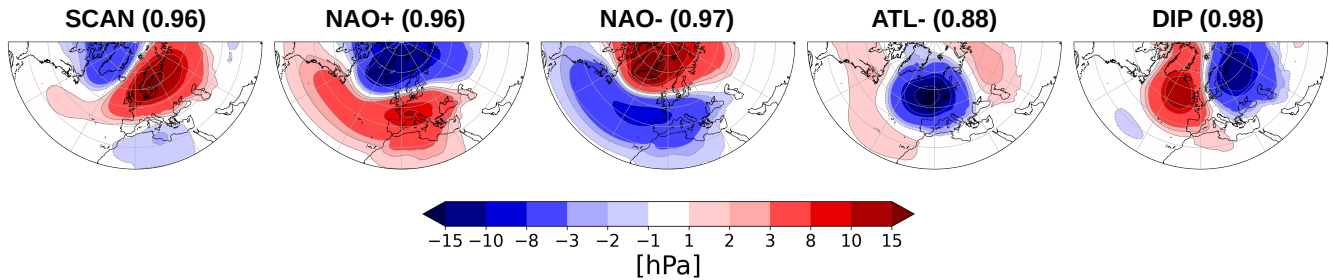 SCAN (0.96) NAO+ (0.96) NAO- (0.97) ATL- (0.88) DIP (0.98)
−15 −10 −8 −3 −2 −1 1 2 3 8 10 15
[hPa]